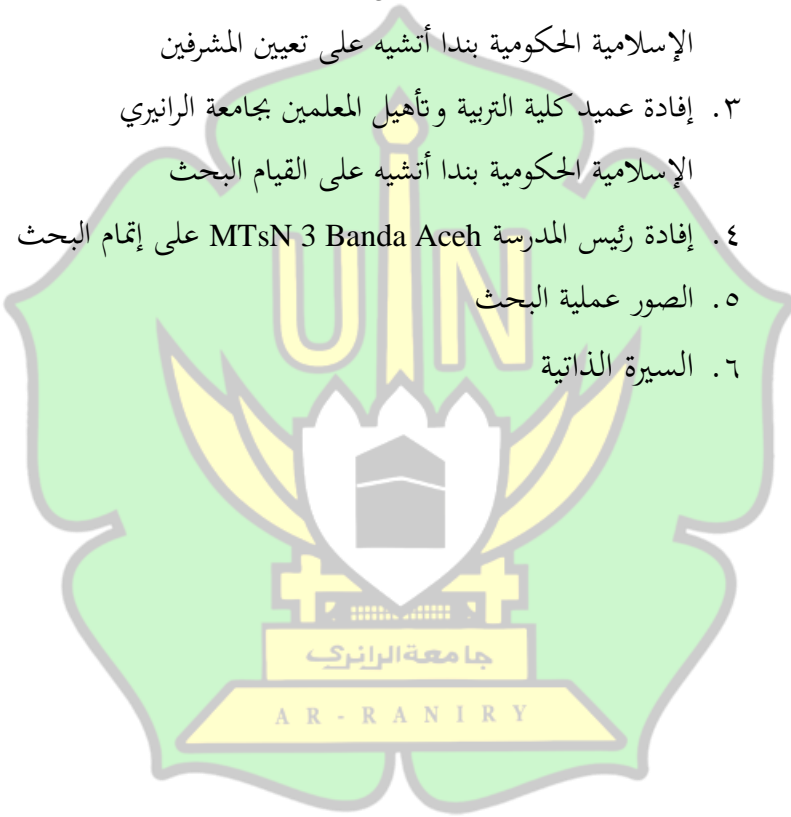 الإسلامية الحكومية بندا أتشيه على تعيين المشرفين
٣. إفادة عميد كلية التربية وتأهيل المعلمين بجامعة الرانيري
الإسلامية الحكومية بندا أتشيه على القيام البحث
٤. إفادة رئيس المدرسة MTsN 3 Banda Aceh على إتمام البحث
٥. الصور عملية البحث
٦. السيرة الذاتية
UIN
جامعة الرانري
AR-RANIRY